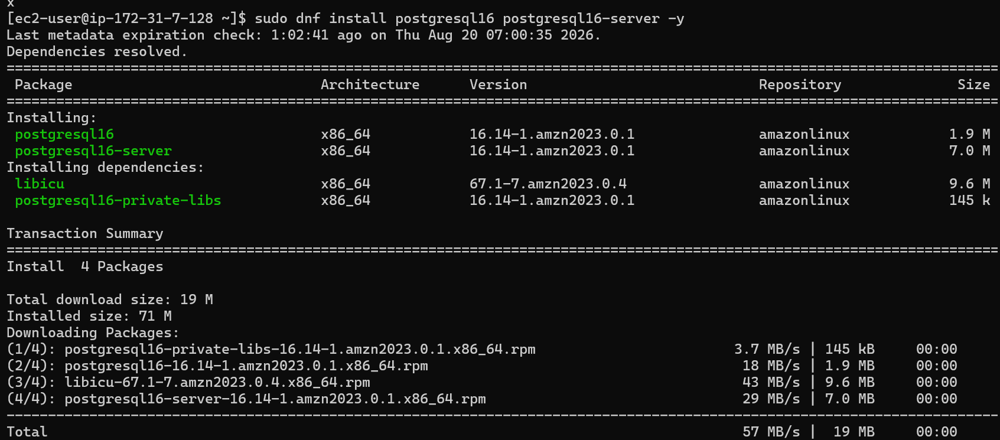 x
[ec2-user@ip-172-31-7-128 ~]$ sudo dnf install postgresql16 postgresql16-server -y
Last metadata expiration check: 1:02:41 ago on Thu Aug 20 07:00:35 2026.
Dependencies resolved.
========================================================================================================================
 Package                              Architecture      Version                            Repository              Size
========================================================================================================================
Installing:
 postgresql16                         x86_64            16.14-1.amzn2023.0.1               amazonlinux            1.9 M
 postgresql16-server                  x86_64            16.14-1.amzn2023.0.1               amazonlinux            7.0 M
Installing dependencies:
 libicu                               x86_64            67.1-7.amzn2023.0.4                amazonlinux            9.6 M
 postgresql16-private-libs            x86_64            16.14-1.amzn2023.0.1               amazonlinux            145 k

Transaction Summary
========================================================================================================================
Install  4 Packages

Total download size: 19 M
Installed size: 71 M
Downloading Packages:
(1/4): postgresql16-private-libs-16.14-1.amzn2023.0.1.x86_64.rpm                        3.7 MB/s | 145 kB     00:00
(2/4): postgresql16-16.14-1.amzn2023.0.1.x86_64.rpm                                      18 MB/s | 1.9 MB     00:00
(3/4): libicu-67.1-7.amzn2023.0.4.x86_64.rpm                                             43 MB/s | 9.6 MB     00:00
(4/4): postgresql16-server-16.14-1.amzn2023.0.1.x86_64.rpm                               29 MB/s | 7.0 MB     00:00
------------------------------------------------------------------------------------------------------------------------
Total                                                                                    57 MB/s |  19 MB     00:00